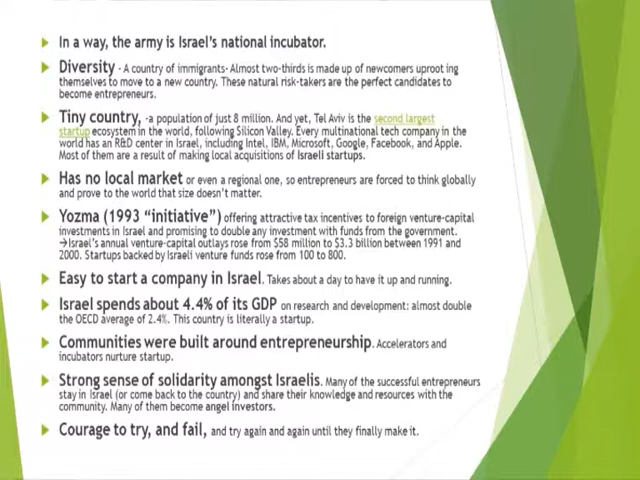 In a way, the army is Israel's national incubator.
Diversity - A country of immigrants- Almost two-thirds is made up of newcomers uproot ing
themselves to move to a new country. These natural risk-takers are the perfect candidates to
become entrepreneurs.
Tiny country, -a population of just 8 million. And yet, Tel Aviv is the second largest
startup ecosystem in the world, following Silicon Valley. Every multinational tech company in the
world has an R&D center in Israel, including Intel, IBM, Microsoft, Google, Facebook, and Apple.
Most of them are a result of making local acquisitions of Israeli startups.
Has no local market or even a regional one, so entrepreneurs are forced to think globally
and prove to the world that size doesn't matter.
Yozma (1993 "initiative") offering attractive tax incentives to foreign venture-capital
investments in Israel and promising to double any investment with funds from the government.
→Israel's annual venture-capital outlays rose from $58 million to $3.3 billion between 1991 and
2000. Startups backed by Israeli venture funds rose from 100 to 800.
Easy to start a company in Israel. Takes about a day to have it up and running.
Israel spends about 4.4% of its GDP on research and development: almost double
the OECD average of 2.4%. This country is literally a startup.
Communities were built around entrepreneurship. Accelerators and
incubators nurture startup.
Strong sense of solidarity amongst Israelis. Many of the successful entrepreneurs
stay in Israel (or come back to the country) and share their knowledge and resources with the
community. Many of them become angel investors.
Courage to try, and fail, and try again and again until they finally make it.